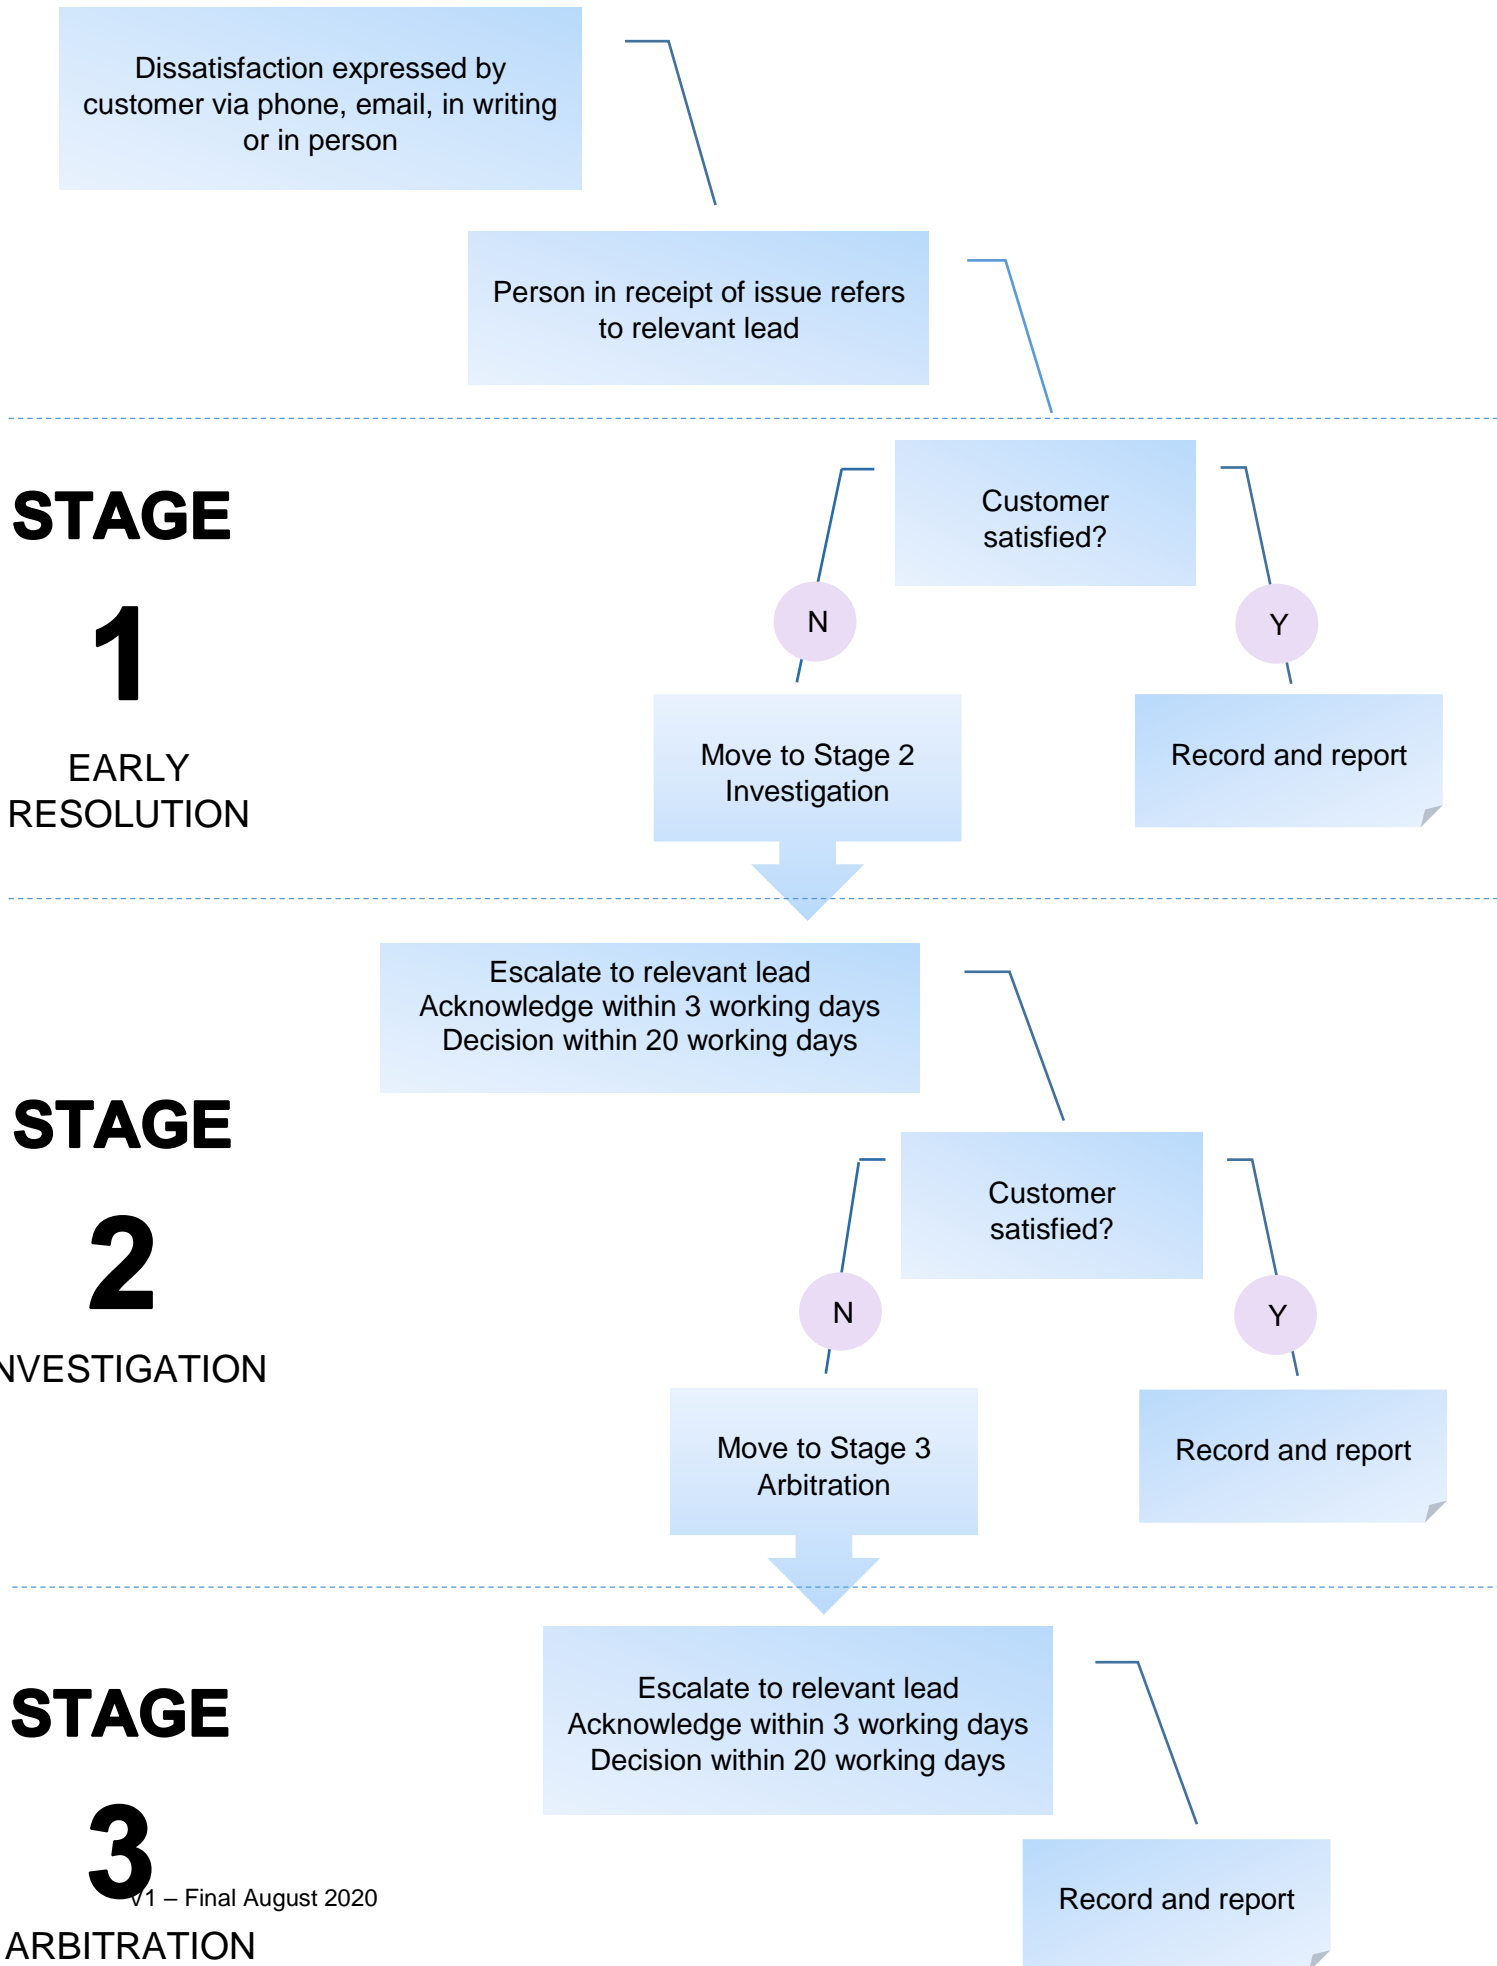 Dissatisfaction expressed by
customer via phone, email, in writing
or in person
Person in receipt of issue refers
to relevant lead
STAGE
1
EARLY
RESOLUTION
Customer
satisfied?
N
Y
Move to Stage 2
Investigation
Record and report
STAGE
2
NVESTIGATION
Escalate to relevant lead
Acknowledge within 3 working days
Decision within 20 working days
Customer
satisfied?
N
Y
Move to Stage 3
Arbitration
Record and report
STAGE
3
ARBITRATION
Escalate to relevant lead
Acknowledge within 3 working days
Decision within 20 working days
Record and report
V1 – Final August 2020